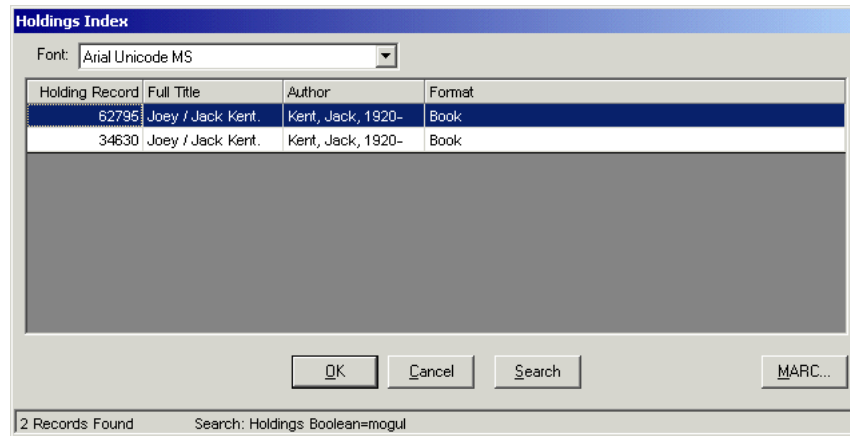 Holdings Index
Font: Arial Unicode MS
Holding Record Full Title Author Format
62795 Joey / Jack Kent. Kent, Jack, 1920- Book
34630 Joey / Jack Kent. Kent, Jack, 1920- Book
OK Cancel Search MARC...
2 Records Found Search: Holdings Boolean=mogul